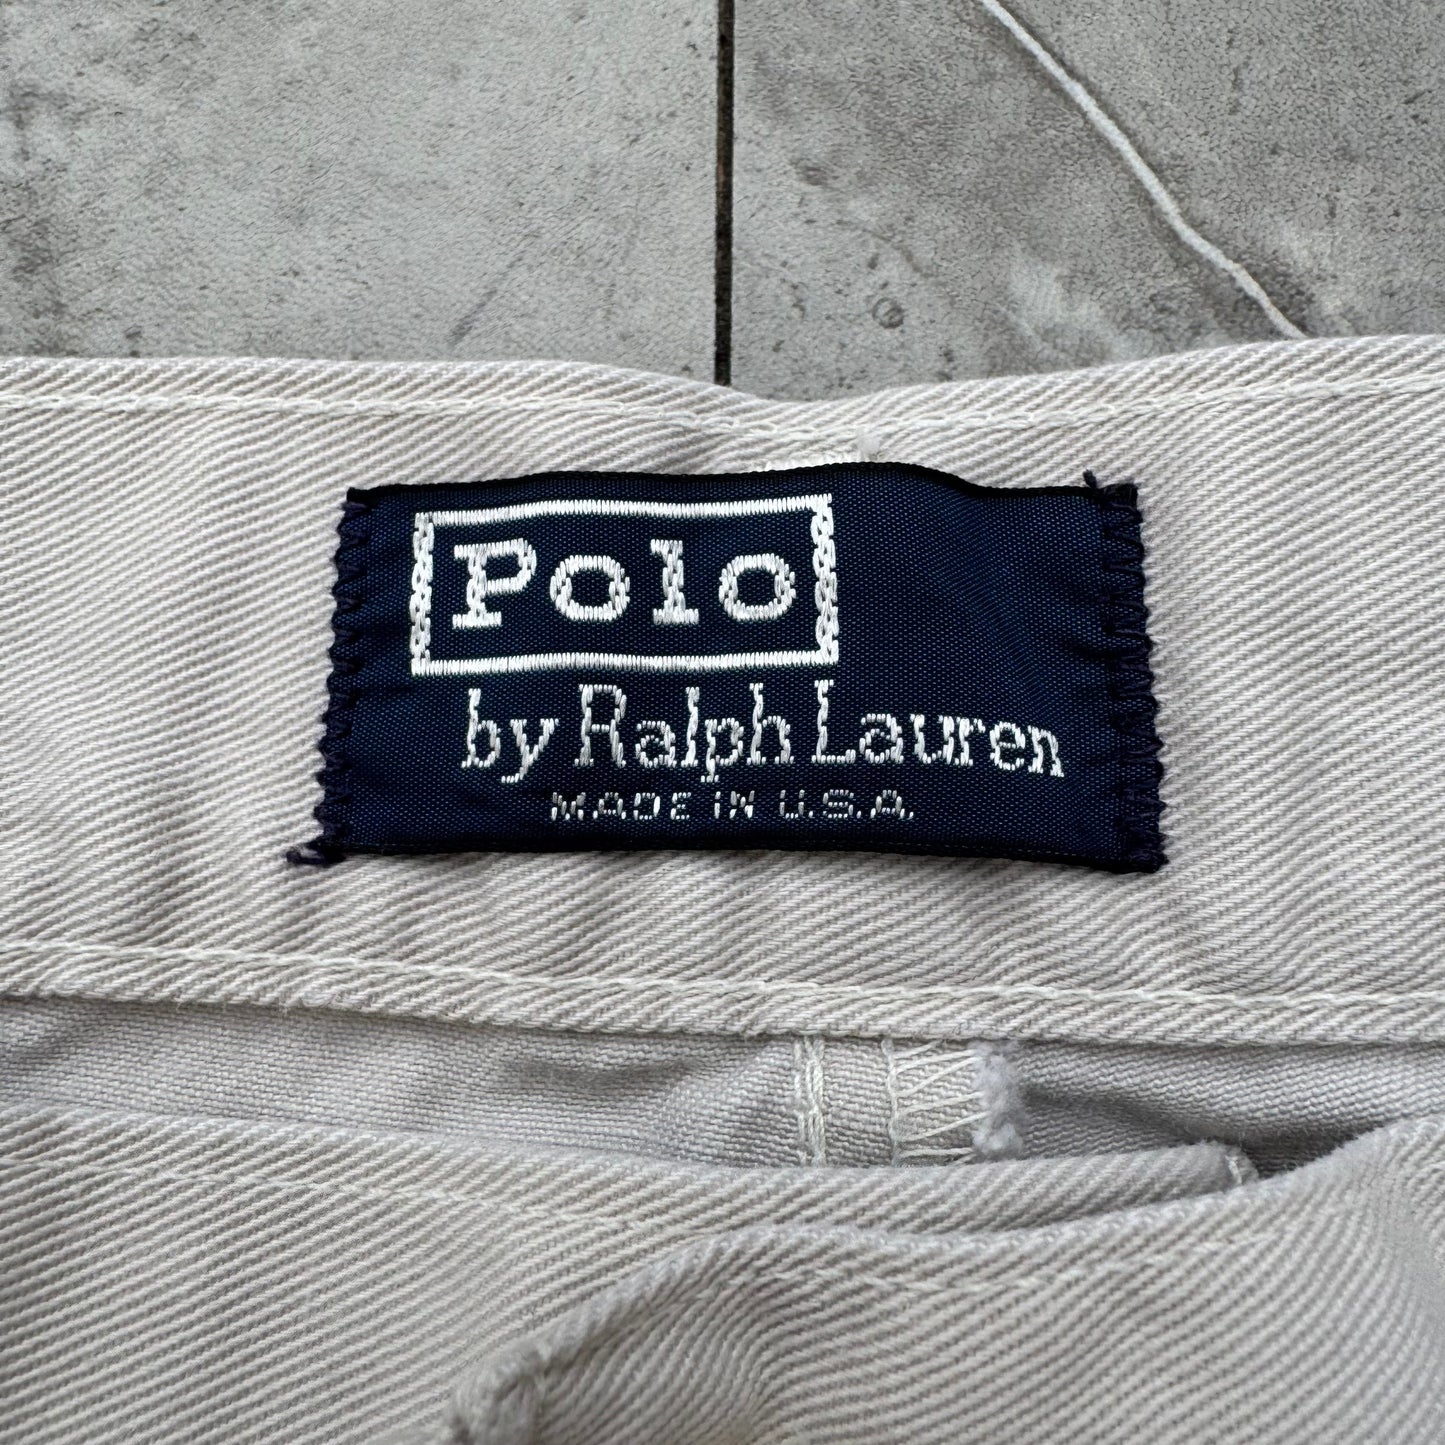 Polo
by Ralph Lauren
MADE IN U.S.A.